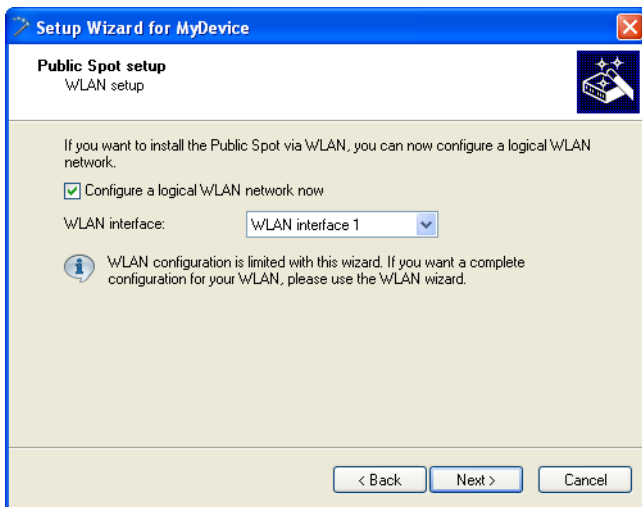 Setup Wizard for MyDevice
Public Spot setup
WLAN setup
If you want to install the Public Spot via WLAN, you can now configure a logical WLAN
network.
Configure a logical WLAN network now
WLAN interface:
WLAN interface 1
WLAN configuration is limited with this wizard. If you want a complete
configuration for your WLAN, please use the WLAN wizard.
< Back
Next >
Cancel